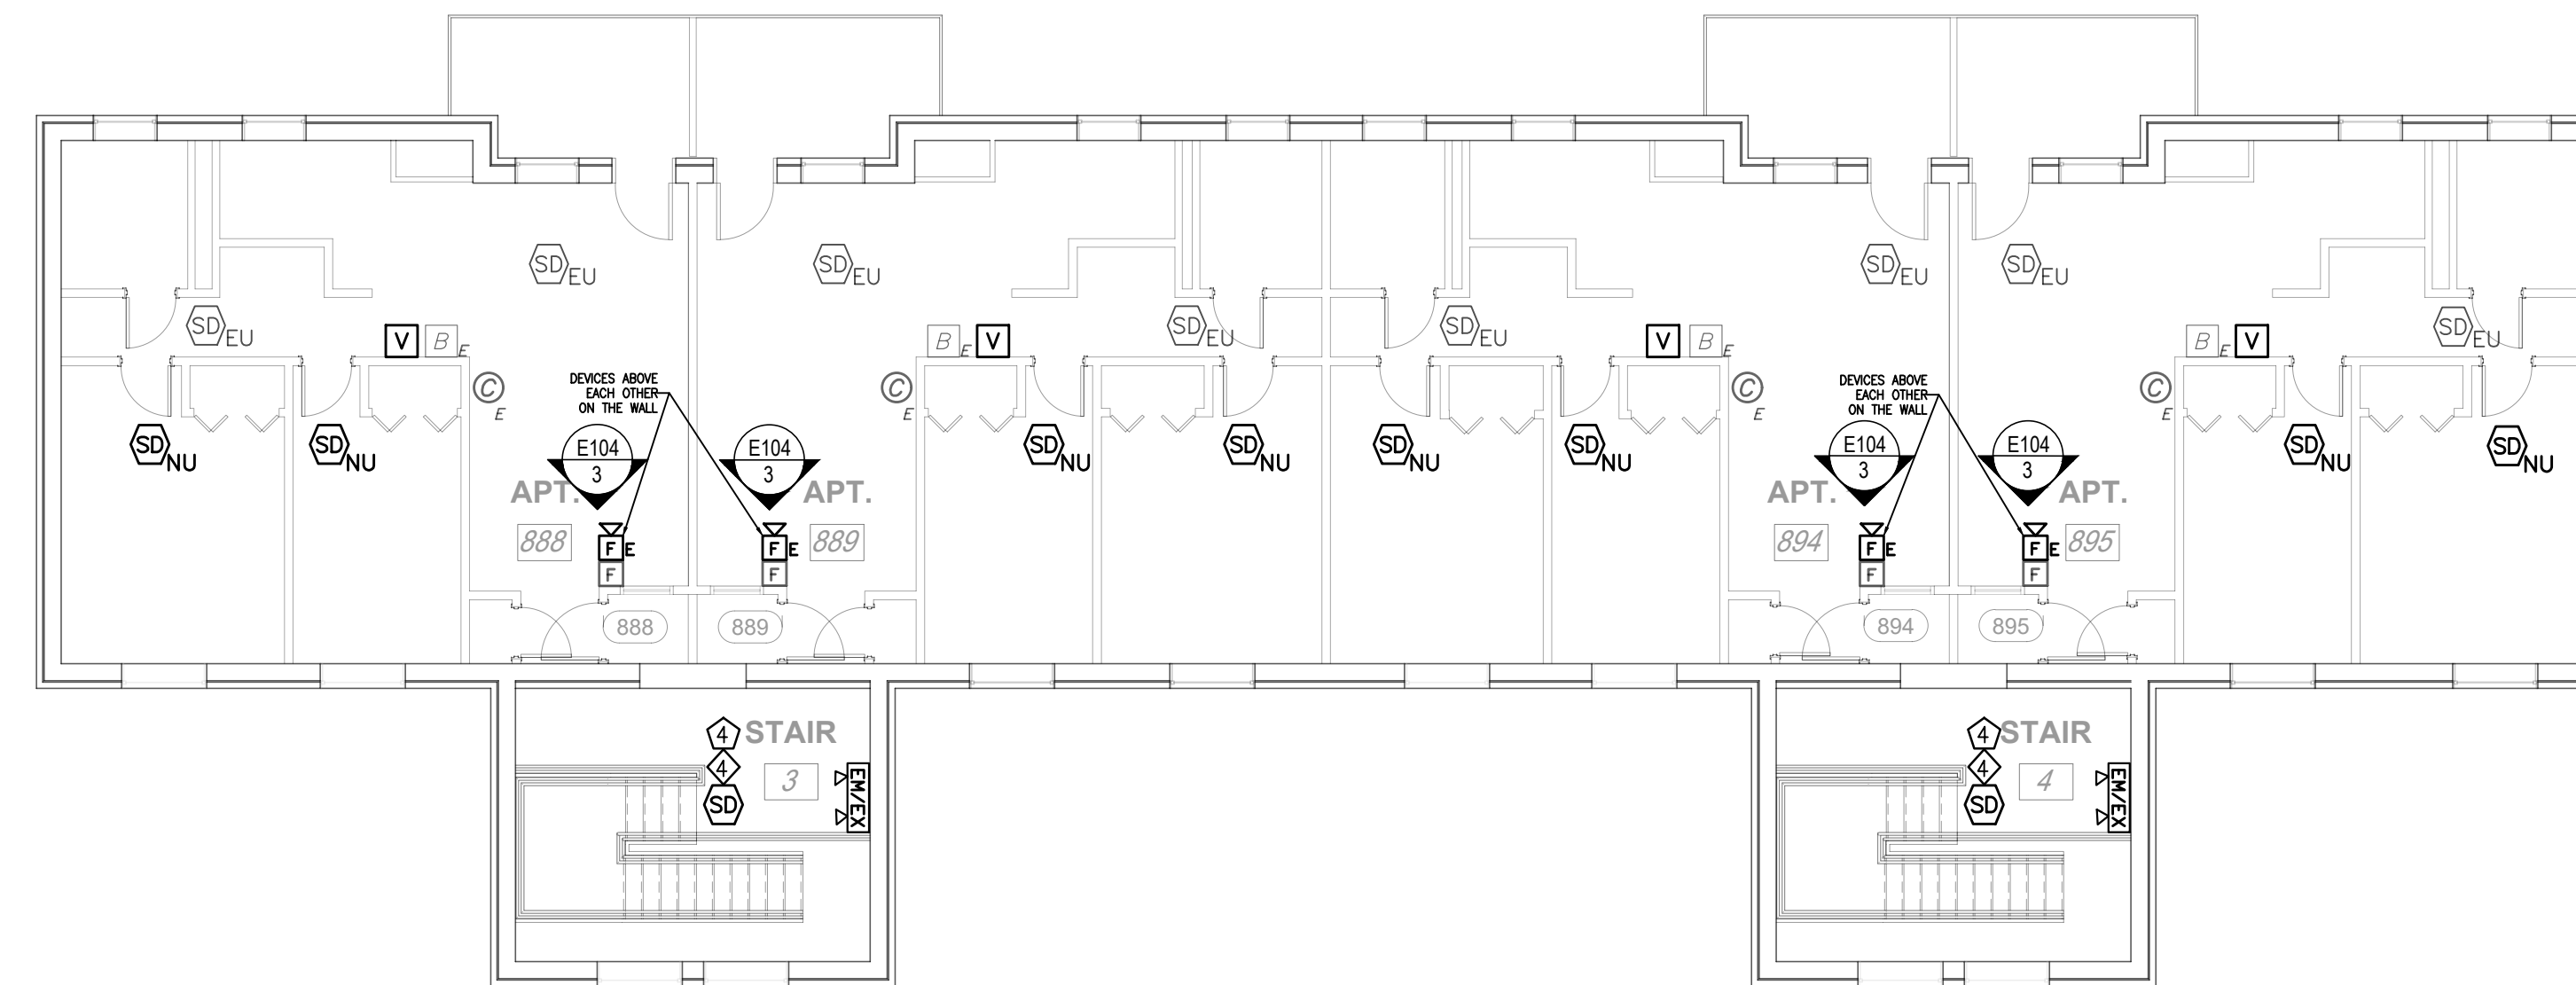 SD EU
SD EU
SD EU
SD EU
SD EU
SD EU
SD EU
SD EU
V
B E
B E
V
V
B E
B E
V
C E
C E
C E
C E
DEVICES ABOVE
EACH OTHER
ON THE WALL
DEVICES ABOVE
EACH OTHER
ON THE WALL
SD NU
SD NU
SD NU
SD NU
SD NU
SD NU
SD NU
SD NU
E104
3
E104
3
E104
3
E104
3
APT.
888
APT.
889
APT.
894
APT.
895
F E
F
F E
F
F E
F
F E
F
888
889
894
895
4
4
SD
STAIR
3
EM/EX
4
4
SD
STAIR
4
EM/EX